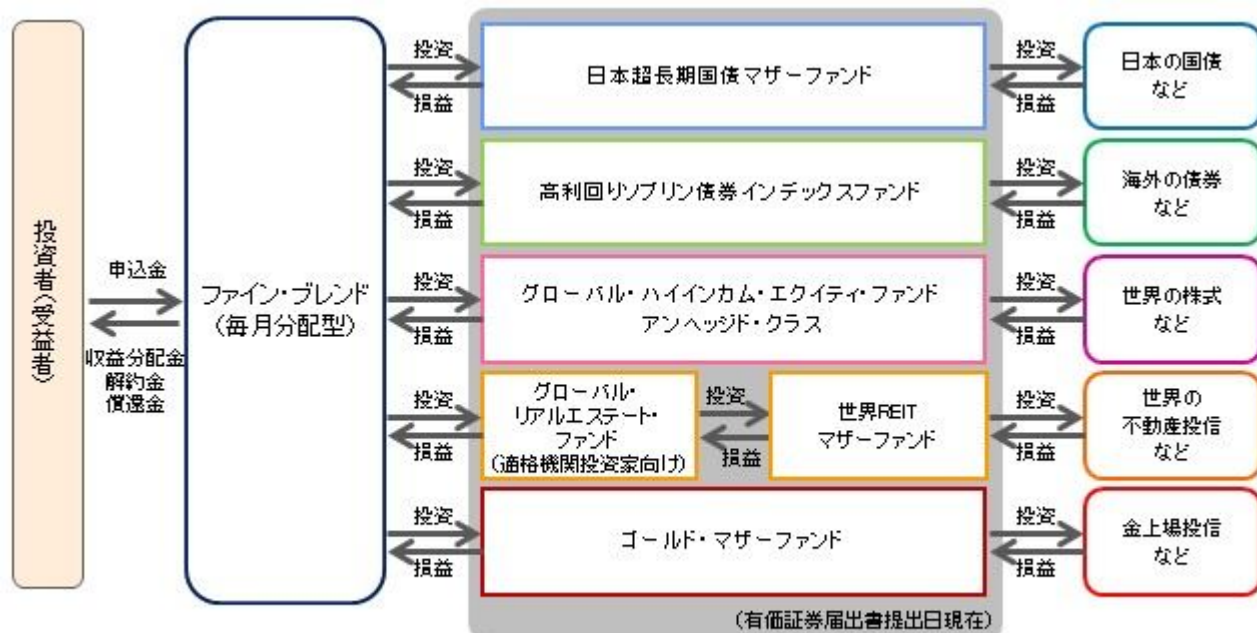 投資者(受益者)
申込金
収益分配金
解約金
償還金
ファイン・ブレンド
(毎月分配型)
投資
損益
日本超長期国債マザーファンド
投資
損益
日本の国債
など
投資
損益
高利回りソブリン債券インデックスファンド
投資
損益
海外の債券
など
投資
損益
グローバル・ハイインカム・エクイティ・ファンド
アンヘッジド・クラス
投資
損益
世界の株式
など
投資
損益
グローバル・
リアルエステート・
ファンド
(適格機関投資家向け)
投資
損益
世界REIT
マザーファンド
投資
損益
世界の
不動産投信
など
投資
損益
ゴールド・マザーファンド
投資
損益
金上場投信
など
(有価証券届出書提出日現在)